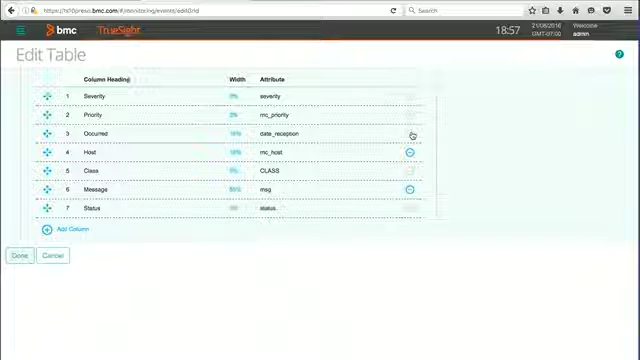 https://ts10preso.bmc.com/#/monitoring/events/editGrid
Search
bmc TrueSight
18:57
21/08/2016
GMT-07:00
Welcome
admin
Edit Table
Column Heading Width Attribute
1 Severity severity
2 Priority mc_priority
3 Occurred date_reception
4 Host mc_host
5 Class CLASS
6 Message msg
7 Status status
Add Column
Done Cancel